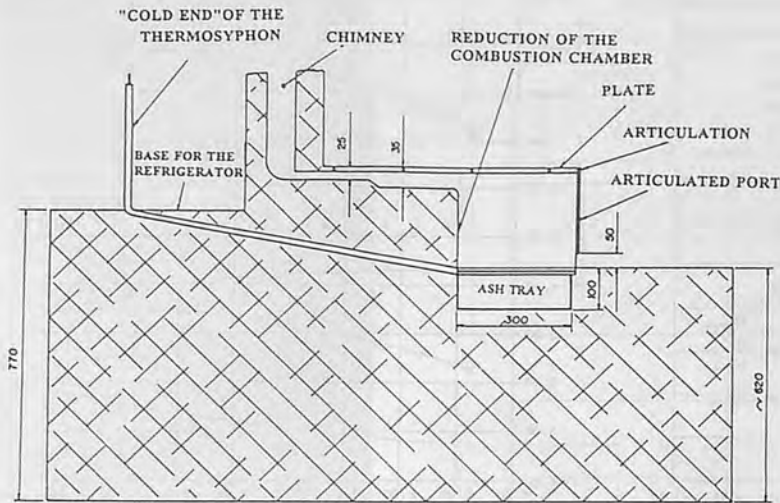 "COLD END"OF THE
THERMOSYPHON
CHIMNEY
REDUCTION OF THE
COMBUSTION CHAMBER
PLATE
ARTICULATION
ARTICULATED PORT
BASE FOR THE
REFRIGERATOR
25
35
50
ASH TRAY
100
300
770
~620